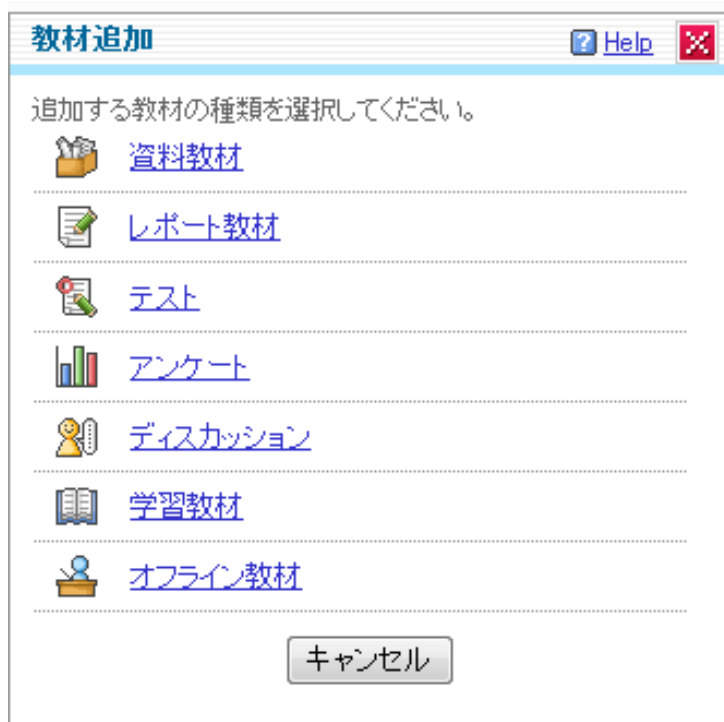 教材追加
Help
追加する教材の種類を選択してください。
資料教材
レポート教材
テスト
アンケート
ディスカッション
学習教材
オフライン教材
キャンセル